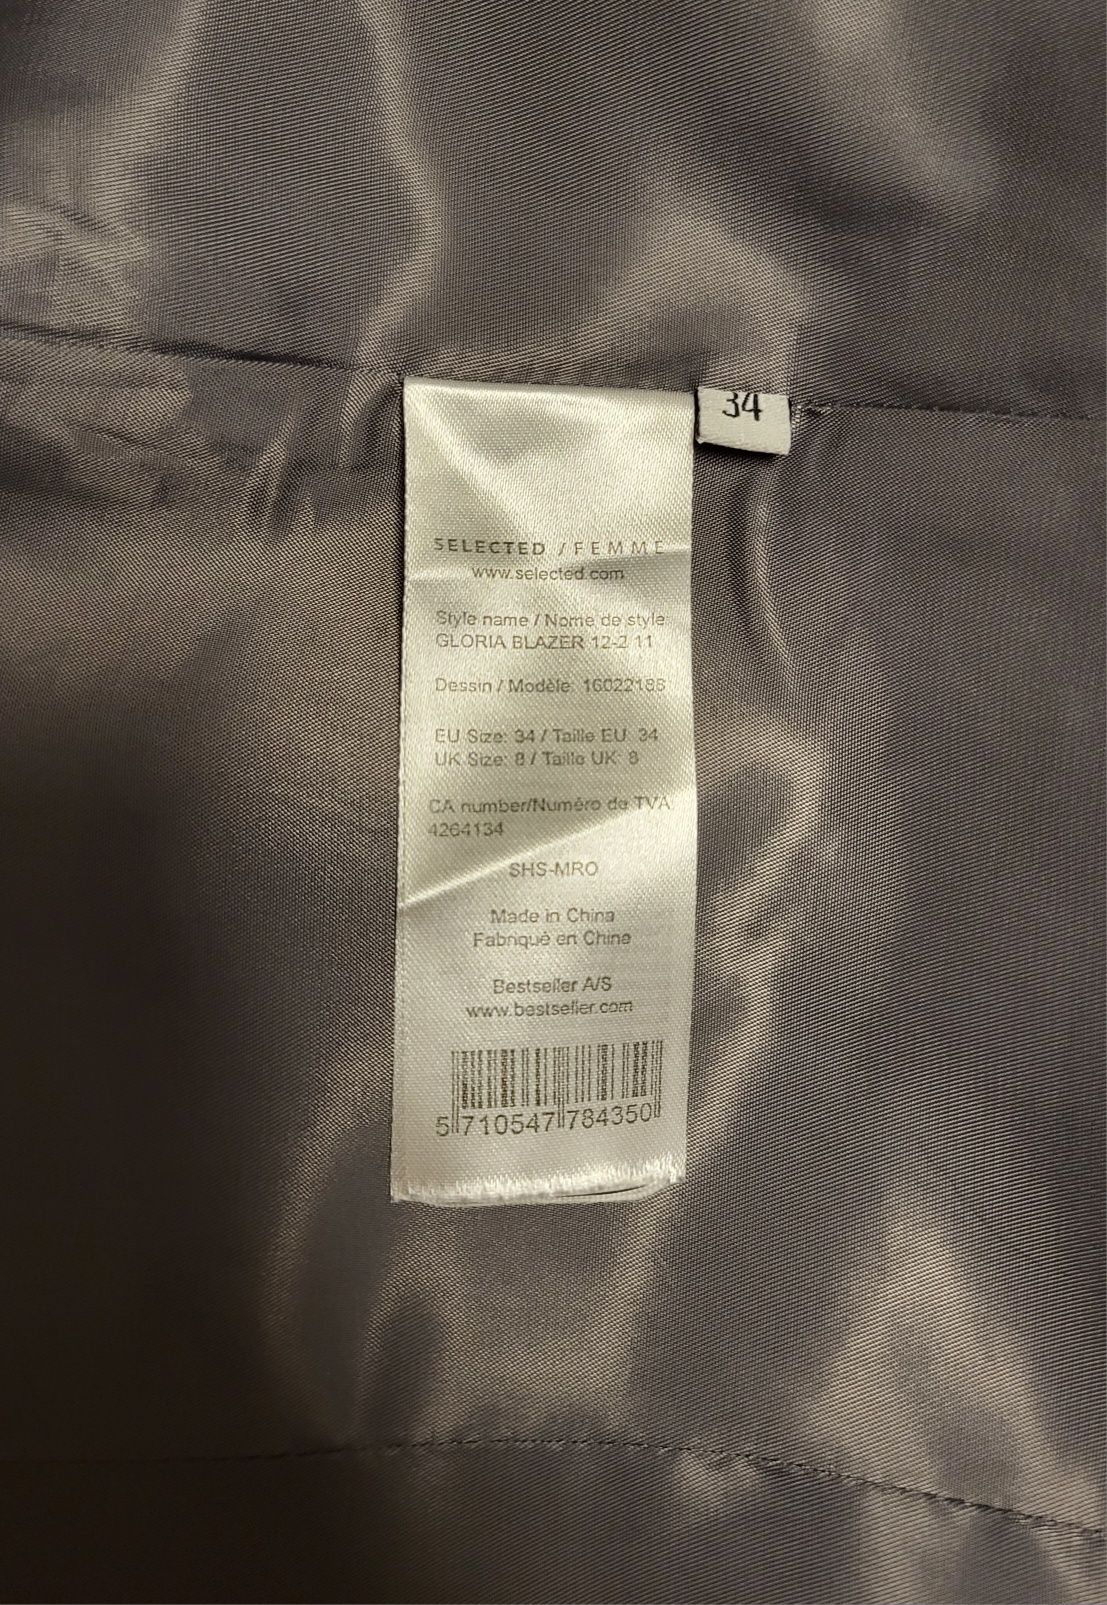 34
SELECTED / FEMME
www.selected.com
Style name / Nome de style
GLORIA BLAZER 12-2 11
Dessin / Modèle: 16022186
EU Size: 34 / Taille EU: 34
UK Size: 8 / Taille UK: 8
CA number/Numéro de TVA:
4264134
SHS-MRO
Made in China
Fabriqué en Chine
Bestseller A/S
www.bestseller.com
5 710547 784350